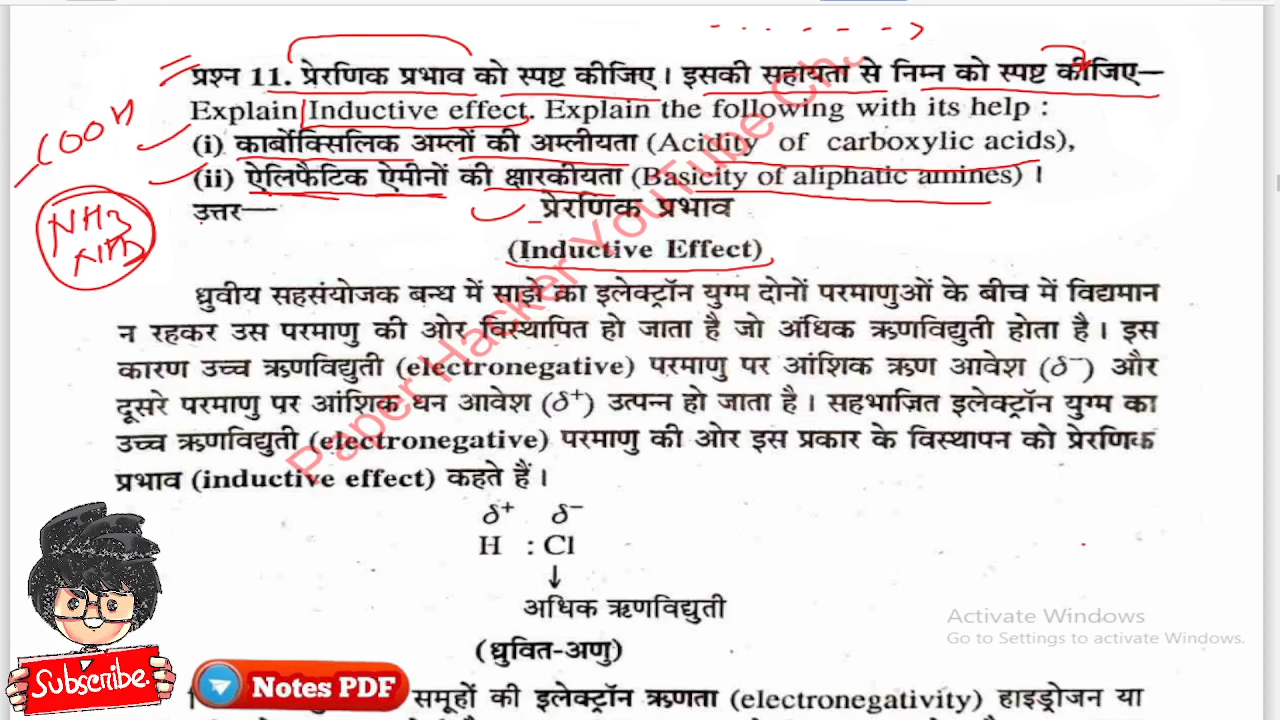 प्रश्न 11. प्रेरणिक प्रभाव को स्पष्ट कीजिए। इसकी सहायता से निम्न को स्पष्ट कीजिए—
Explain Inductive effect. Explain the following with its help :
(i) कार्बोक्सिलिक अम्लों की अम्लीयता (Acidity of carboxylic acids),
(ii) ऐलिफैटिक ऐमीनों की क्षारकीयता (Basicity of aliphatic amines) ।
COOH
NH3
उत्तर—
प्रेरणिक प्रभाव
(Inductive Effect)
ध्रुवीय सहसंयोजक बन्ध में साझे का इलेक्ट्रॉन युग्म दोनों परमाणुओं के बीच में विद्यमान
न रहकर उस परमाणु की ओर विस्थापित हो जाता है जो अधिक ऋणविद्युती होता है। इस
कारण उच्च ऋणविद्युती (electronegative) परमाणु पर आंशिक ऋण आवेश (δ⁻) और
दूसरे परमाणु पर आंशिक धन आवेश (δ⁺) उत्पन्न हो जाता है। सहभाजित इलेक्ट्रॉन युग्म का
उच्च ऋणविद्युती (electronegative) परमाणु की ओर इस प्रकार के विस्थापन को प्रेरणिक
प्रभाव (inductive effect) कहते हैं।
δ⁺ δ⁻
H : Cl
↓
अधिक ऋणविद्युती
(ध्रुवित-अणु)
समूहों की इलेक्ट्रॉन ऋणता (electronegativity) हाइड्रोजन या
Paper Hacker YouTube Cha
Subscribe.
Notes PDF
Activate Windows
Go to Settings to activate Windows.